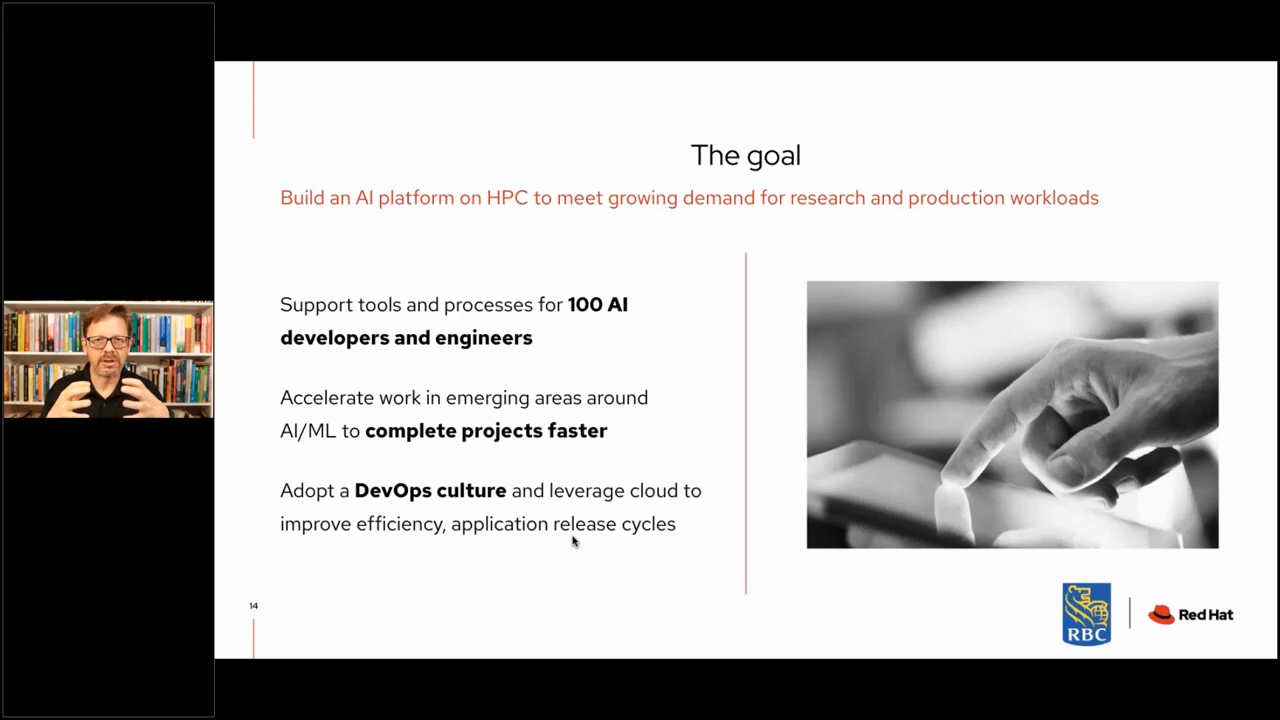 The goal
Build an AI platform on HPC to meet growing demand for research and production workloads
Support tools and processes for 100 AI
developers and engineers
Accelerate work in emerging areas around
AI/ML to complete projects faster
Adopt a DevOps culture and leverage cloud to
improve efficiency, application release cycles
14
RBC
Red Hat